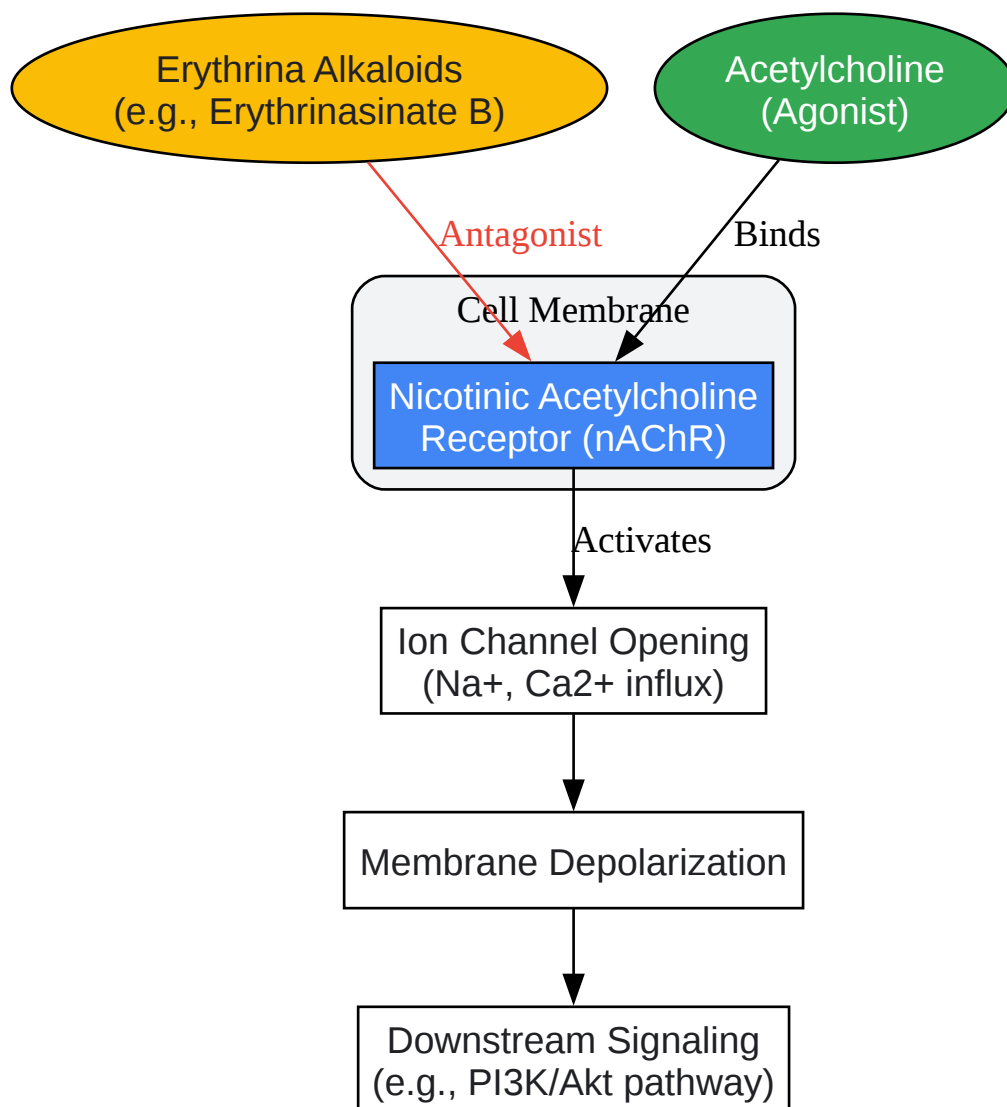 Erythrina Alkaloids
(e.g., Erythrinasinate B)
Acetylcholine
(Agonist)
Antagonist
Binds
Cell Membrane
Nicotinic Acetylcholine
Receptor (nAChR)
Activates
Ion Channel Opening
(Na+, Ca2+ influx)
Membrane Depolarization
Downstream Signaling
(e.g., PI3K/Akt pathway)